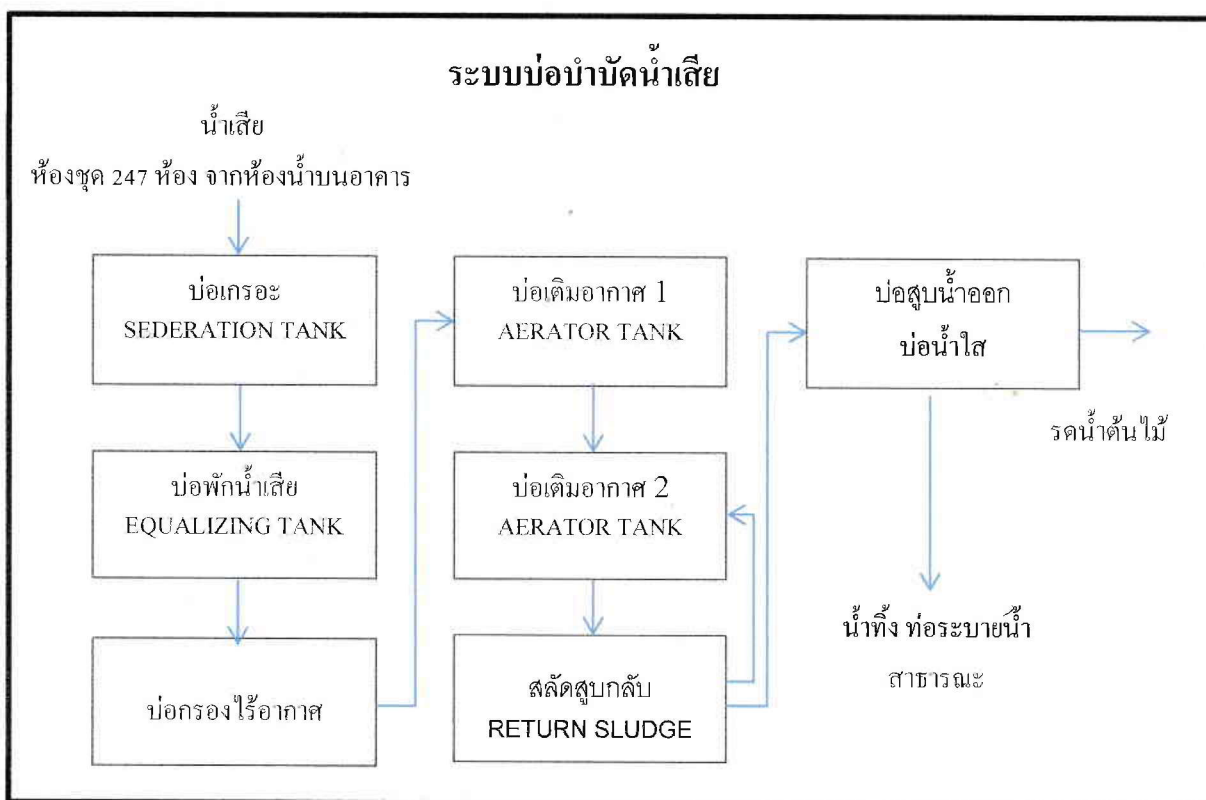 ระบบบ่อบำบัดน้ำเสีย
น้ำเสีย
ห้องชุด 247 ห้อง จากห้องน้ำบนอาคาร
บ่อเกรอะ
SEDERATION TANK
บ่อพักน้ำเสีย
EQUALIZING TANK
บ่อกรองไร้อากาศ
บ่อเติมอากาศ 1
AERATOR TANK
บ่อเติมอากาศ 2
AERATOR TANK
สลัดสูบกลับ
RETURN SLUDGE
บ่อสูบน้ำออก
บ่อน้ำใส
รดน้ำต้นไม้
น้ำทิ้ง ท่อระบายน้ำ
สาธารณะ